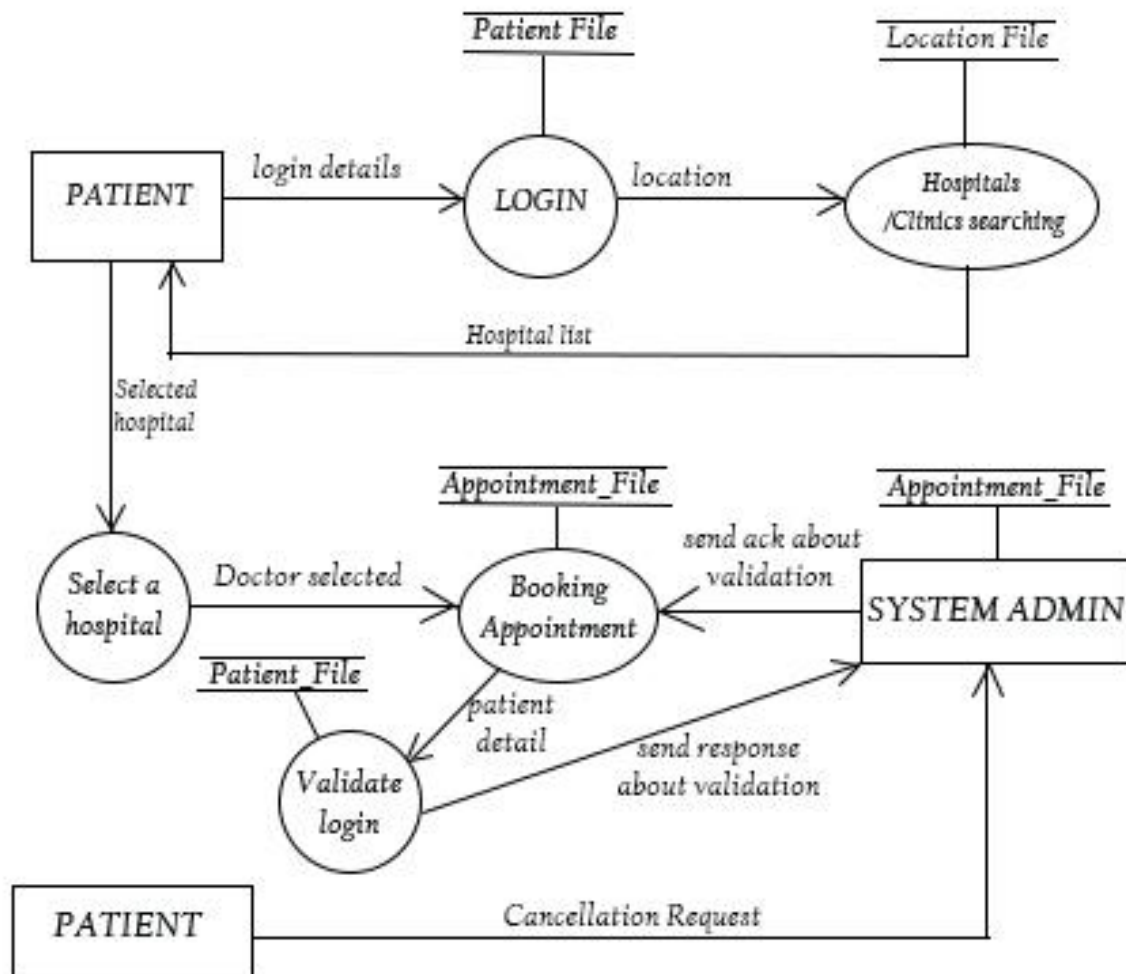 Patient File
Location File
PATIENT
login details
LOGIN
location
Hospitals
/Clinics searching
Hospital list
Selected
hospital
Appointment_File
Appointment_File
Select a
hospital
Doctor selected
Booking
Appointment
send ack about
validation
SYSTEM ADMIN
Patient_File
patient
detail
Validate
login
send response
about validation
PATIENT
Cancellation Request